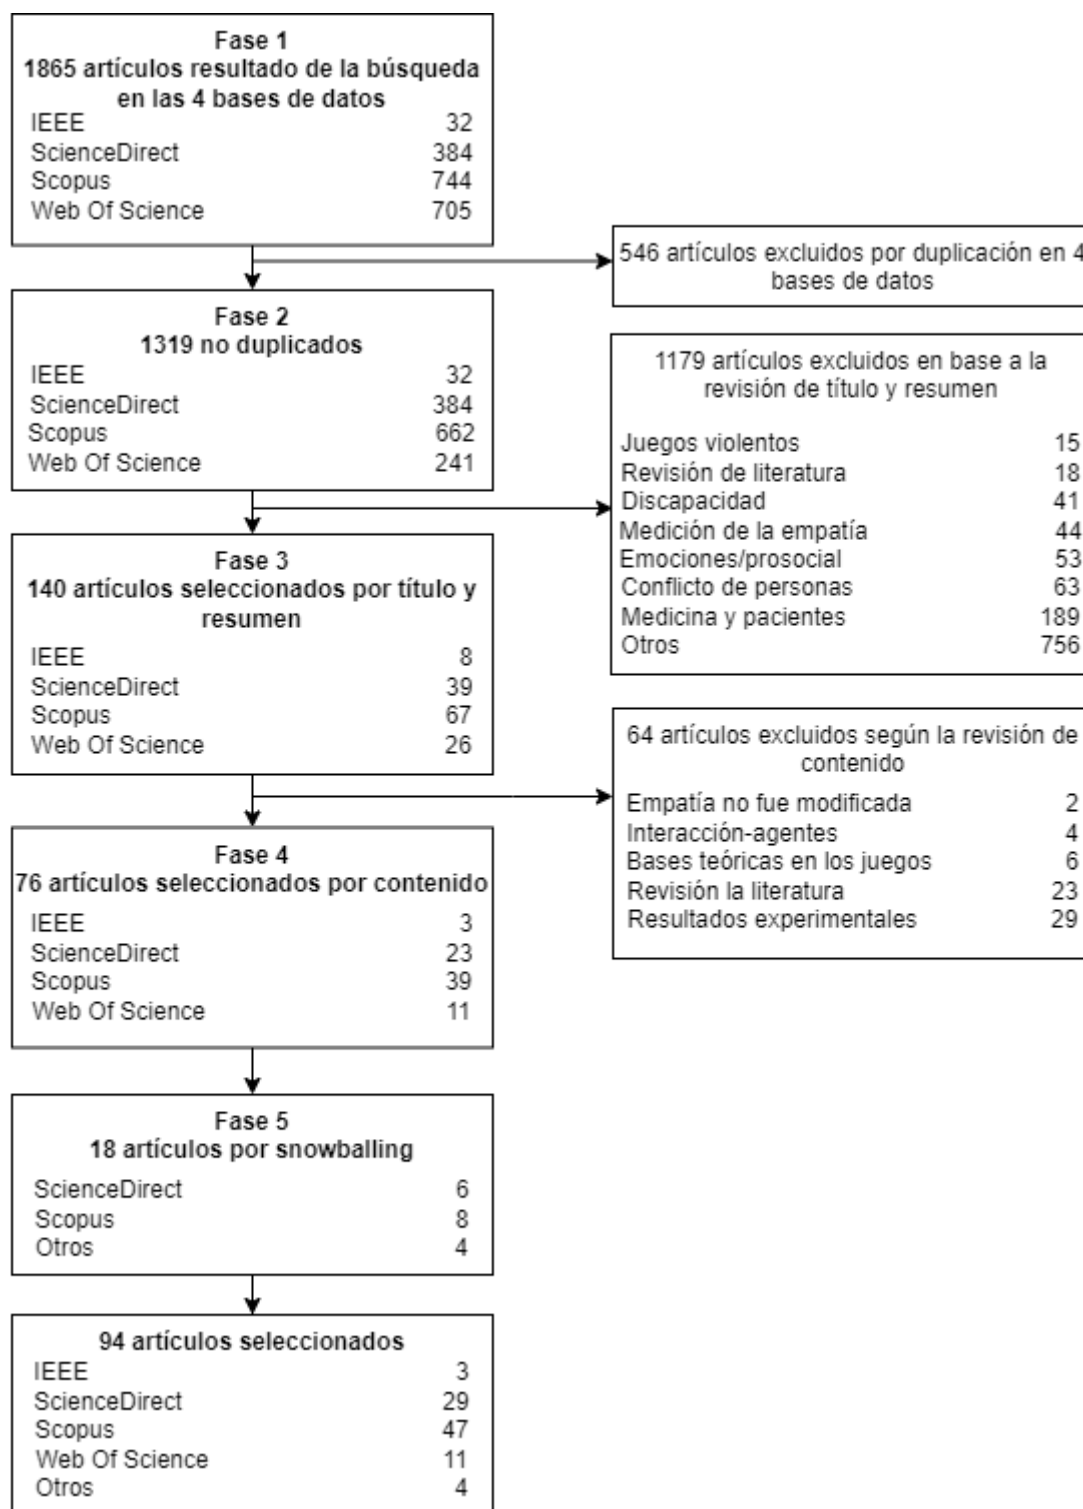 Fase 1
1865 artículos resultado de la búsqueda
en las 4 bases de datos
IEEE 32
ScienceDirect 384
Scopus 744
Web Of Science 705
546 artículos excluidos por duplicación en 4
bases de datos
Fase 2
1319 no duplicados
IEEE 32
ScienceDirect 384
Scopus 662
Web Of Science 241
1179 artículos excluidos en base a la
revisión de título y resumen
Juegos violentos 15
Revisión de literatura 18
Discapacidad 41
Medición de la empatía 44
Emociones/prosocial 53
Conflicto de personas 63
Medicina y pacientes 189
Otros 756
Fase 3
140 artículos seleccionados por título y
resumen
IEEE 8
ScienceDirect 39
Scopus 67
Web Of Science 26
64 artículos excluidos según la revisión de
contenido
Empatía no fue modificada 2
Interacción-agentes 4
Bases teóricas en los juegos 6
Revisión la literatura 23
Resultados experimentales 29
Fase 4
76 artículos seleccionados por contenido
IEEE 3
ScienceDirect 23
Scopus 39
Web Of Science 11
Fase 5
18 artículos por snowballing
ScienceDirect 6
Scopus 8
Otros 4
94 artículos seleccionados
IEEE 3
ScienceDirect 29
Scopus 47
Web Of Science 11
Otros 4